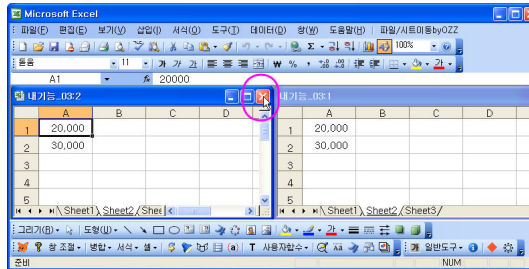 Microsoft Excel
파일(F) 편집(E) 보기(V) 삽입(I) 서식(O) 도구(T) 데이터(D) 창(W) 도움말(H) 파일/시트이동byOZZ
100%
돋움 11 가 가 가 %
A1 fx 20000
내기능_03:2
내기능_03:1
A B C D
1 20,000
2 30,000
3
4
5
Sheet1 Sheet2 Shee
A B C D
1 20,000
2 30,000
3
4
5
Sheet1 Sheet2 Sheet3
그리기(R) 도형(U)
창 조절 병합 서식 셀 (a) T 사용자함수 일반도구
준비 NUM